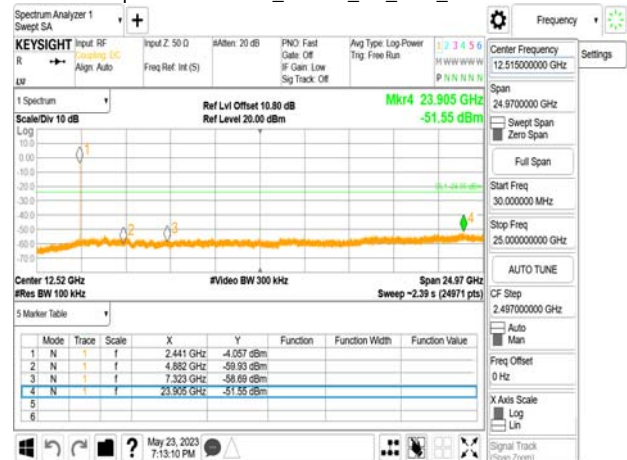 Spectrum Analyzer 1
Swept SA
Frequency
KEYSIGHT Input: RF
Coupling: DC
Align: Auto
Input Z: 50 Ω
Freq Ref: Int (S)
#Atten: 20 dB
PNO: Fast
Gate: Off
IF Gain: Low
Sig Track: Off
Avg Type: Log-Power
Trig: Free Run
1 2 3 4 5 6
M W W W W W
P N N N N N
R
Center Frequency
12.515000000 GHz
Settings
1 Spectrum
Scale/Div 10 dB
Ref Lvl Offset 10.80 dB
Ref Level 20.00 dBm
Mkr4 23.905 GHz
-51.55 dBm
Span
24.9700000 GHz
Swept Span
Zero Span
Full Span
Start Freq
30.000000 MHz
Stop Freq
25.000000000 GHz
AUTO TUNE
CF Step
2.497000000 GHz
Auto
Man
Freq Offset
0 Hz
X Axis Scale
Log
Lin
Signal Track
(Span Zoom)
Log
10.0
0.00
-10.0
-20.0
-30.0
-40.0
-50.0
-60.0
-70.0
1
2
3
4
Center 12.52 GHz
#Res BW 100 kHz
#Video BW 300 kHz
Span 24.97 GHz
Sweep ~2.39 s (24971 pts)
5 Marker Table
Mode Trace Scale X Y Function Function Width Function Value
1 N 1 f 2.441 GHz -4.057 dBm
2 N 1 f 4.882 GHz -59.93 dBm
3 N 1 f 7.323 GHz -58.69 dBm
4 N 1 f 23.905 GHz -51.55 dBm
5
6
May 23, 2023
7:13:10 PM